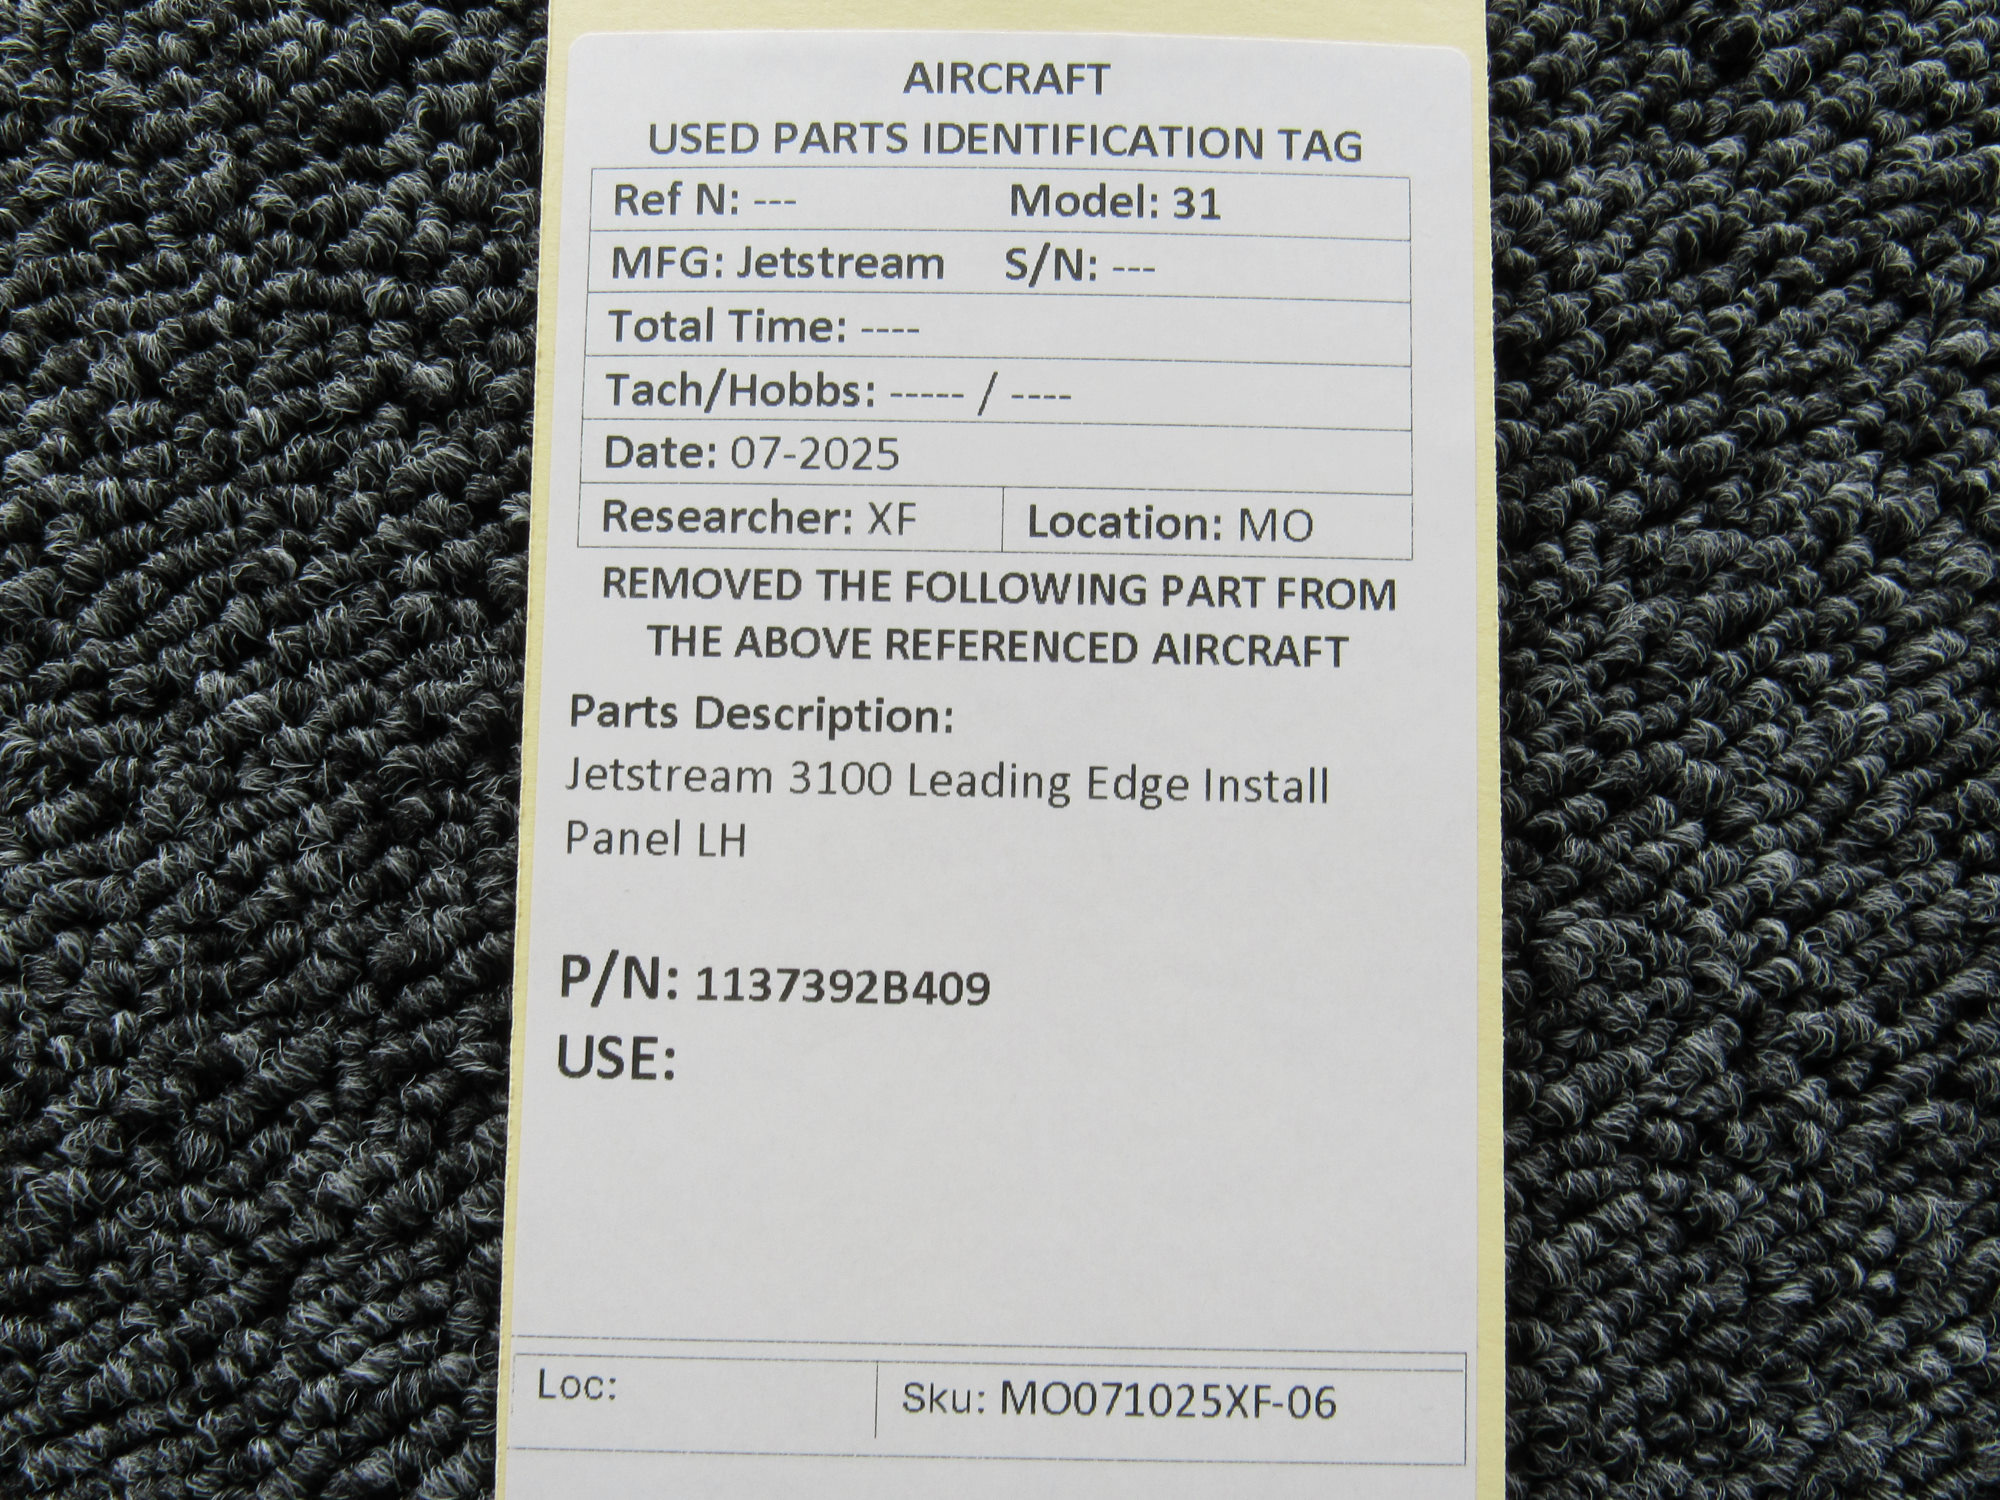 AIRCRAFT
USED PARTS IDENTIFICATION TAG
Ref N: --- Model: 31
MFG: Jetstream S/N: ---
Total Time: ----
Tach/Hobbs: ----- / ----
Date: 07-2025
Researcher: XF Location: MO
REMOVED THE FOLLOWING PART FROM
THE ABOVE REFERENCED AIRCRAFT
Parts Description:
Jetstream 3100 Leading Edge Install
Panel LH
P/N: 1137392B409
USE:
Loc: Sku: MO071025XF-06